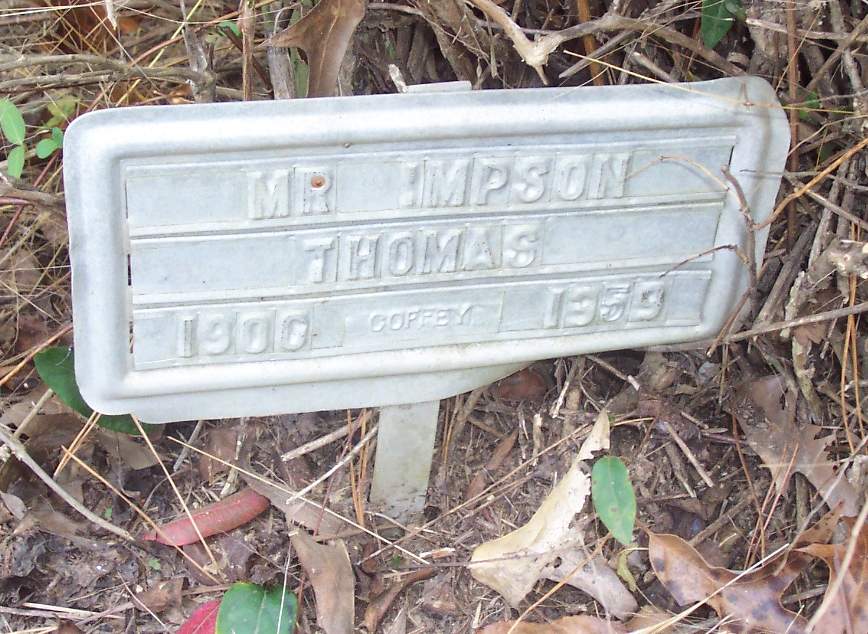 MR IMPSON
THOMAS
1900 COFFEY 1959